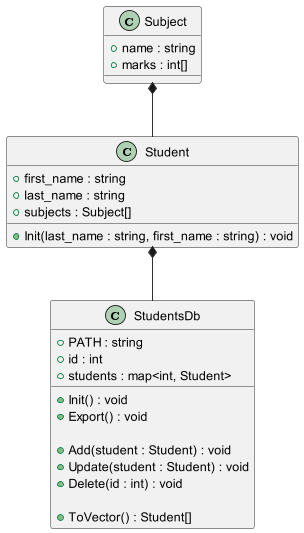 C Subject
name : string
marks : int[]
C Student
first_name : string
last_name : string
subjects : Subject[]
Init(last_name : string, first_name : string) : void
C StudentsDb
PATH : string
id : int
students : map<int, Student>
Init() : void
Export() : void
Add(student : Student) : void
Update(student : Student) : void
Delete(id : int) : void
ToVector() : Student[]